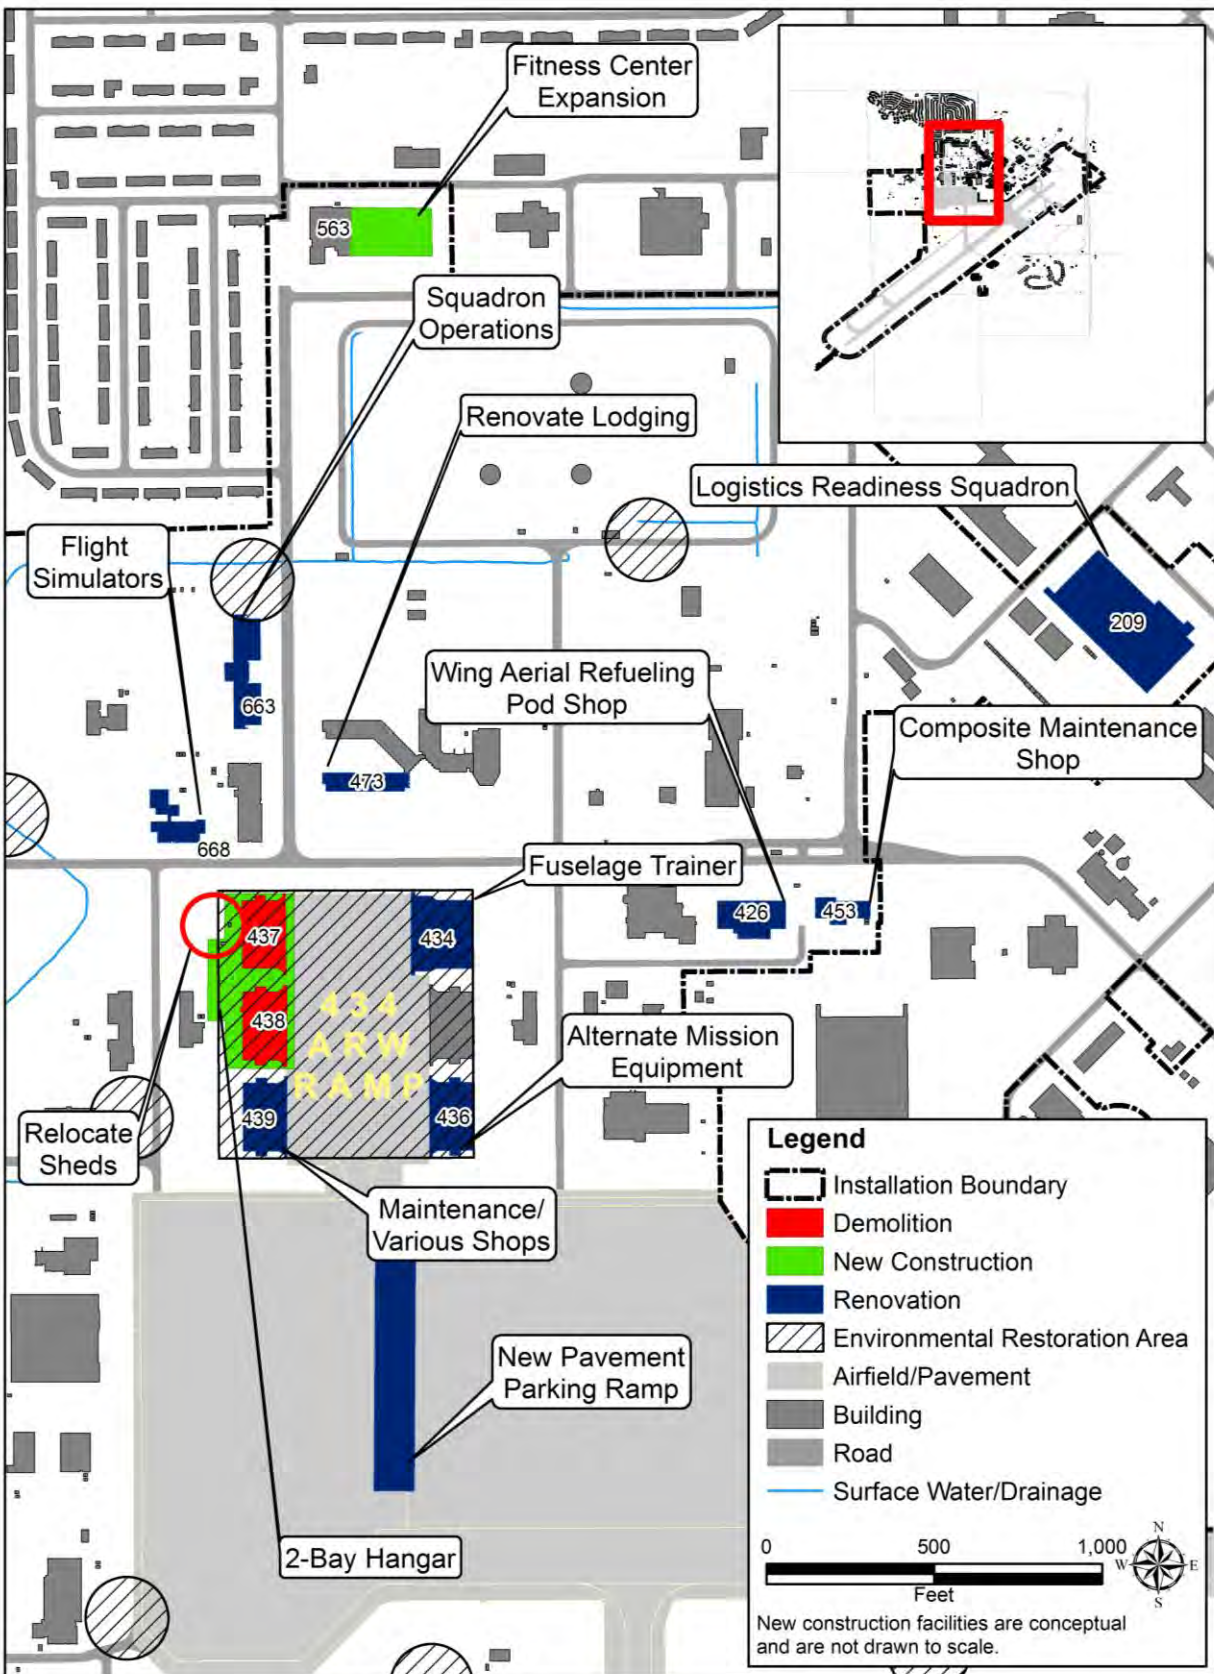 Fitness Center
Expansion
563
Squadron
Operations
Renovate Lodging
Logistics Readiness Squadron
Flight
Simulators
209
Wing Aerial Refueling
Pod Shop
663
Composite Maintenance
Shop
473
668
Fuselage Trainer
426
453
437
434
438
434
ARW
RAMP
Alternate Mission
Equipment
439
436
Relocate
Sheds
Maintenance/
Various Shops
New Pavement
Parking Ramp
2-Bay Hangar
Legend
Installation Boundary
Demolition
New Construction
Renovation
Environmental Restoration Area
Airfield/Pavement
Building
Road
Surface Water/Drainage
0 500 1,000
Feet
N
W E
S
New construction facilities are conceptual
and are not drawn to scale.